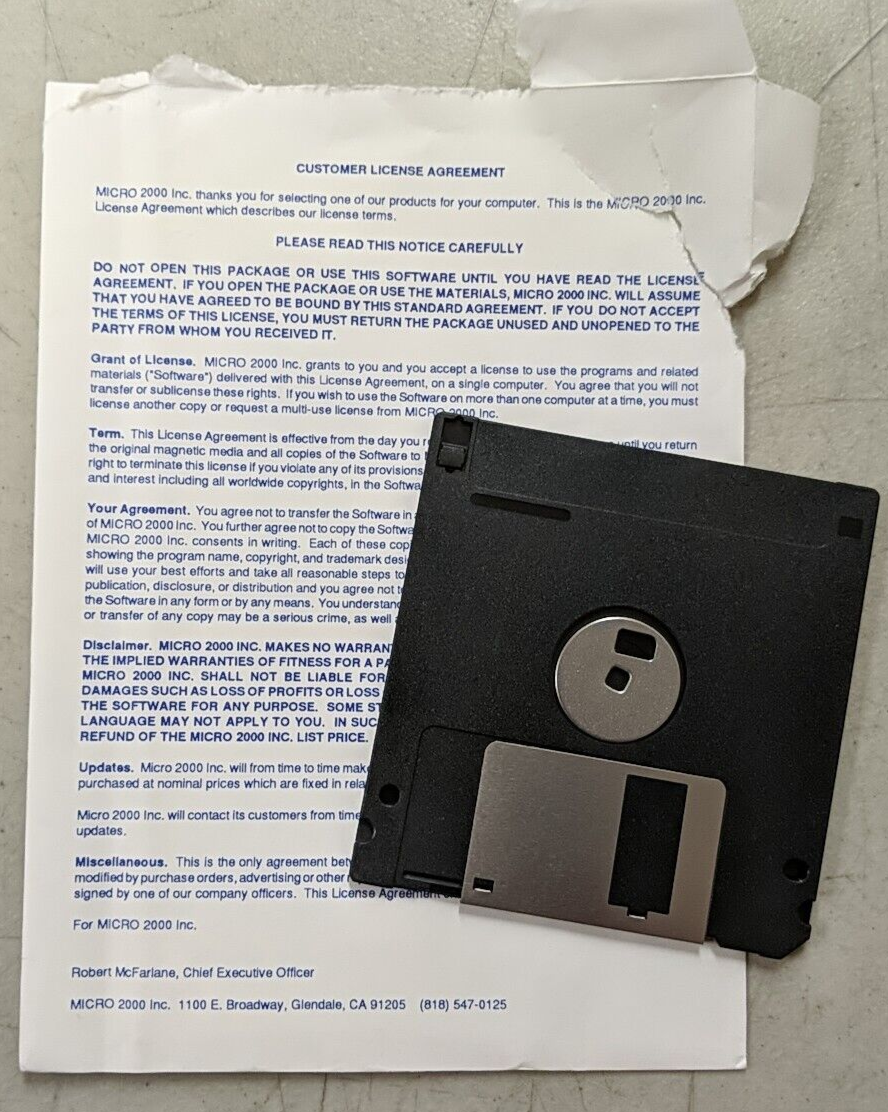 CUSTOMER LICENSE AGREEMENT
MICRO 2000 Inc. thanks you for selecting one of our products for your computer. This is the MICRO 2000 Inc.
License Agreement which describes our license terms.
PLEASE READ THIS NOTICE CAREFULLY
DO NOT OPEN THIS PACKAGE OR USE THIS SOFTWARE UNTIL YOU HAVE READ THE LICENSE
AGREEMENT. IF YOU OPEN THE PACKAGE OR USE THE MATERIALS, MICRO 2000 INC. WILL ASSUME
THAT YOU HAVE AGREED TO BE BOUND BY THIS STANDARD AGREEMENT. IF YOU DO NOT ACCEPT
THE TERMS OF THIS LICENSE, YOU MUST RETURN THE PACKAGE UNUSED AND UNOPENED TO THE
PARTY FROM WHOM YOU RECEIVED IT.
Grant of License. MICRO 2000 Inc. grants to you and you accept a license to use the programs and related
materials ("Software") delivered with this License Agreement, on a single computer. You agree that you will not
transfer or sublicense these rights. If you wish to use the Software on more than one computer at a time, you must
license another copy or request a multi-use license from MICRO 2000 Inc.
Term. This License Agreement is effective from the day you until you return
the original magnetic media and all copies of the Software to
right to terminate this license if you violate any of its provisions
and interest including all worldwide copyrights, in the
Your Agreement. You agree not to transfer the Software in
of MICRO 2000 Inc. You further agree not to copy the
MICRO 2000 Inc. consents in writing. Each of these
showing the program name, copyright, and trademark
will use your best efforts and take all reasonable steps to
publication, disclosure, or distribution and you agree not
the Software in any form or by any means. You
or transfer of any copy may be a serious crime, as well
Disclaimer. MICRO 2000 INC. MAKES NO
THE IMPLIED WARRANTIES OF FITNESS FOR A
MICRO 2000 INC. SHALL NOT BE LIABLE FOR
DAMAGES SUCH AS LOSS OF PROFITS OR LOSS
THE SOFTWARE FOR ANY PURPOSE. SOME
LANGUAGE MAY NOT APPLY TO YOU. IN
REFUND OF THE MICRO 2000 INC. LIST PRICE.
Updates. Micro 2000 Inc. will from time to time
purchased at nominal prices which are fixed in
Micro 2000 Inc. will contact its customers from time
updates.
Miscellaneous. This is the only agreement
modified by purchase orders, advertising or other
signed by one of our company officers. This License Agreement
For MICRO 2000 Inc.
Robert McFarlane, Chief Executive Officer
MICRO 2000 Inc. 1100 E. Broadway, Glendale, CA 91205 (818) 547-0125